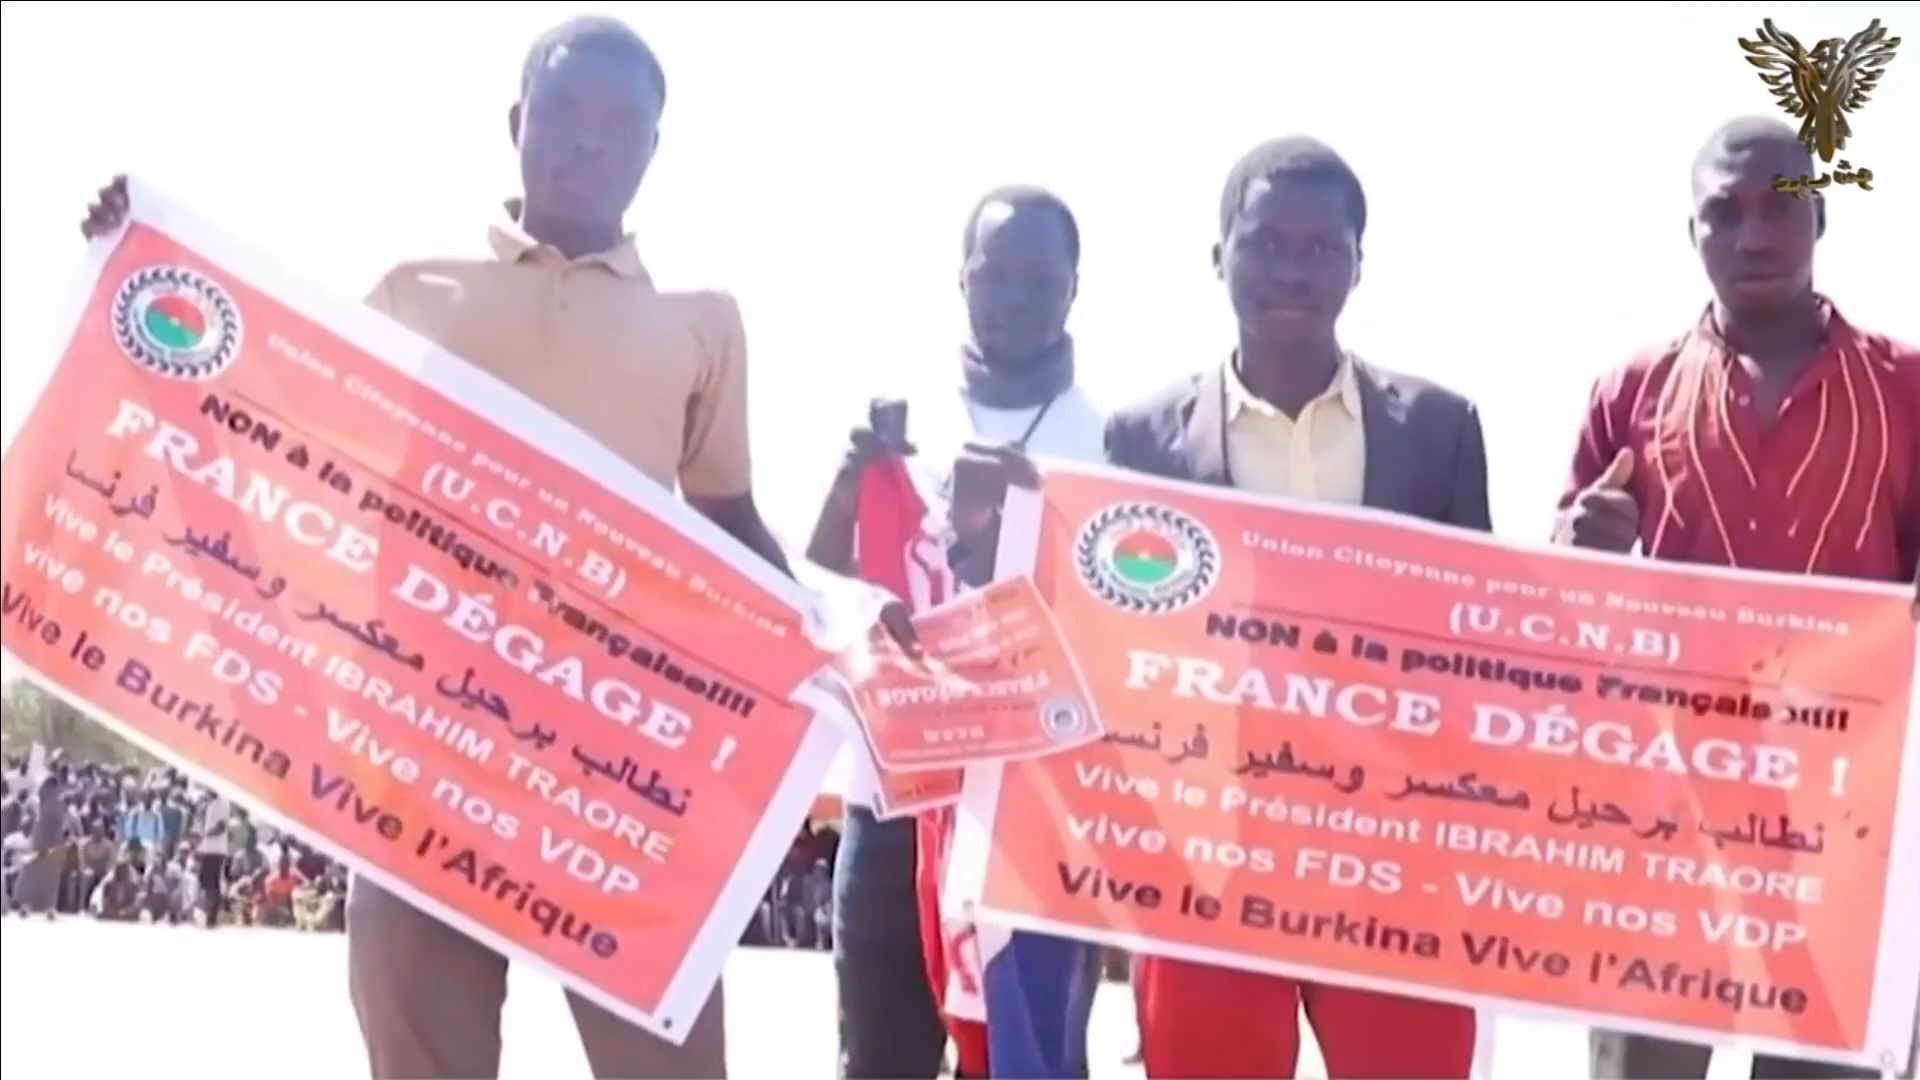 Union Citoyenne pour un Nouveau Burkina
(U.C.N.B)
NON à la politique Française!!!!
FRANCE DÉGAGE !
نطالب برحيل معكسر وسفير فرنسا
Vive le Président IBRAHIM TRAORE
vive nos FDS - Vive nos VDP
Vive le Burkina Vive l'Afrique
Union Citoyenne pour un Nouveau Burkina
(U.C.N.B)
NON à la politique Française!!!!
FRANCE DÉGAGE !
نطالب برحيل معكسر وسفير فرنسا
Vive le Président IBRAHIM TRAORE
vive nos FDS - Vive nos VDP
Vive le Burkina Vive l'Afrique